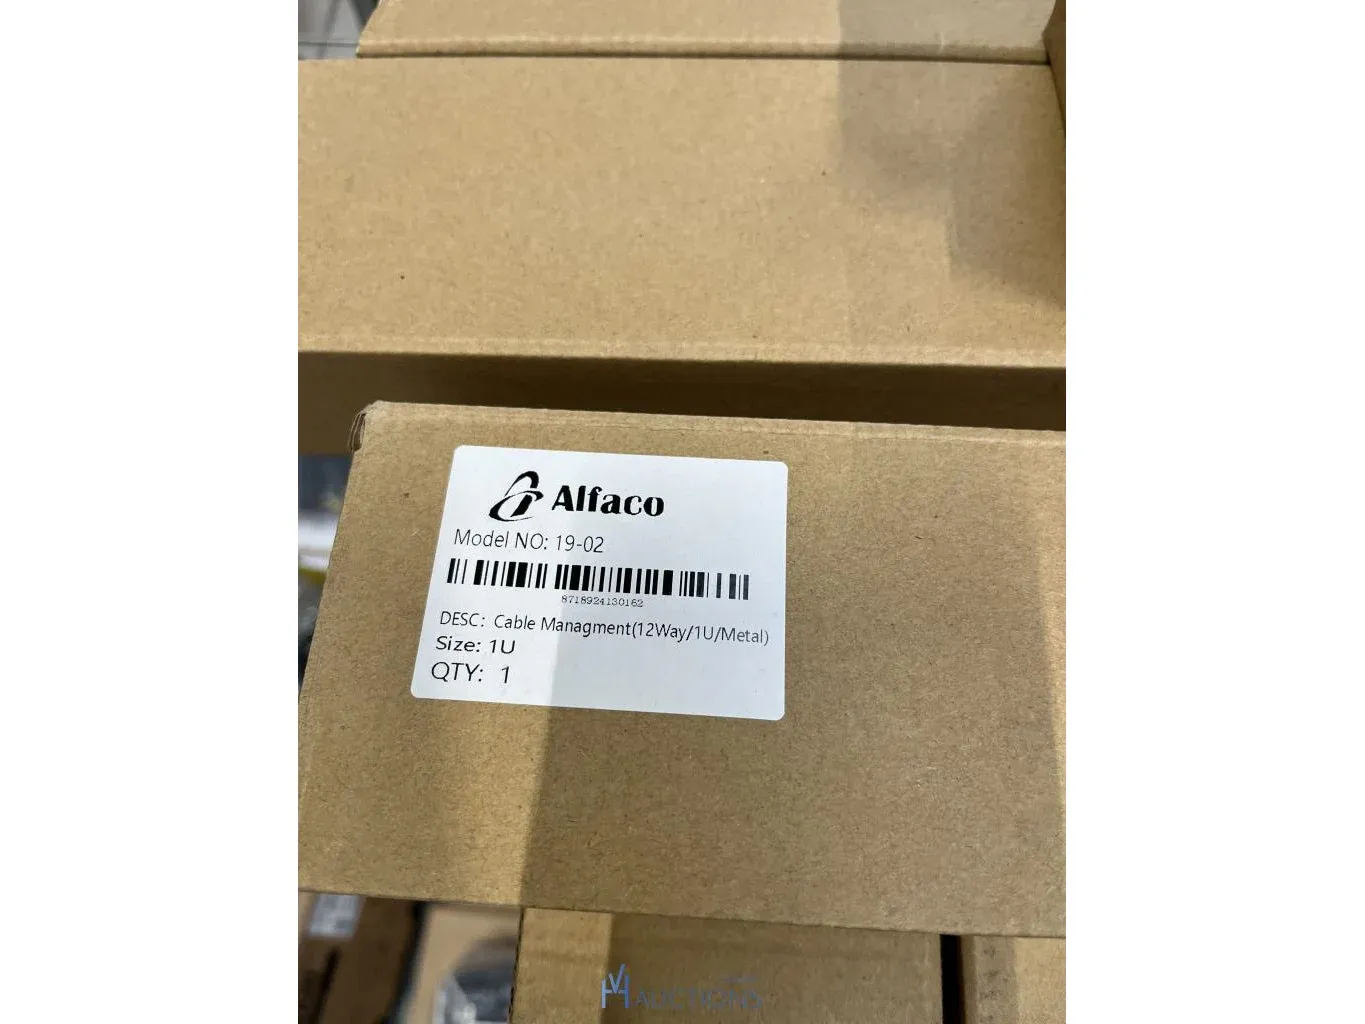 Alfaco
Model NO: 19-02
8718924130162
DESC: Cable Managment(12Way/1U/Metal)
Size: 1U
QTY: 1
AUCTIONS